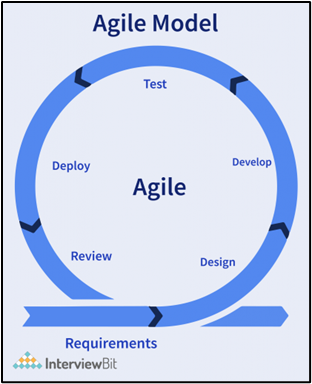 Agile Model
Test
Deploy
Develop
Agile
Review
Design
Requirements
InterviewBit